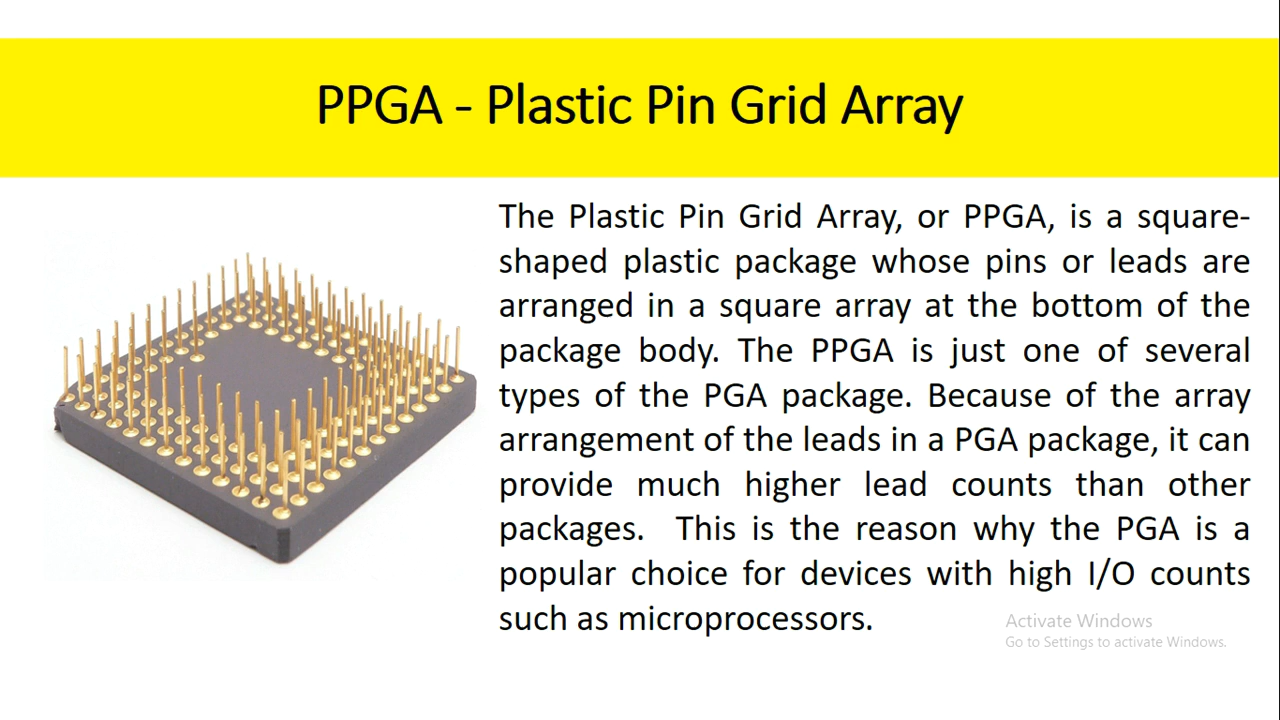 PPGA - Plastic Pin Grid Array
The Plastic Pin Grid Array, or PPGA, is a square-
shaped plastic package whose pins or leads are
arranged in a square array at the bottom of the
package body. The PPGA is just one of several
types of the PGA package. Because of the array
arrangement of the leads in a PGA package, it can
provide much higher lead counts than other
packages.  This is the reason why the PGA is a
popular choice for devices with high I/O counts
such as microprocessors.
Activate Windows
Go to Settings to activate Windows.